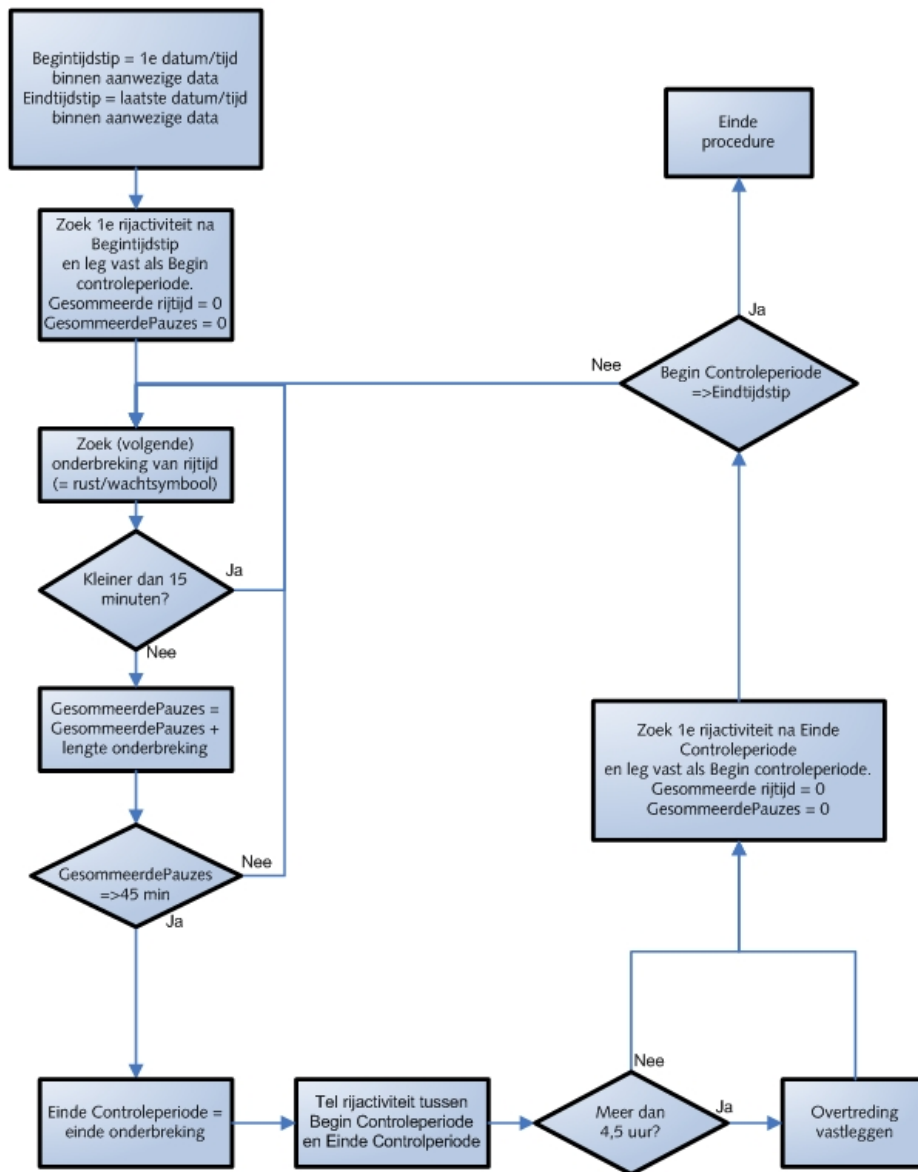 Begintijdstip = 1e datum/tijd
binnen aanwezige data
Eindtijdstip = laatste datum/tijd
binnen aanwezige data
Zoek 1e rijactiviteit na
Begintijdstip
en leg vast als Begin
controleperiode.
Gesommeerde rijtijd = 0
GesommeerdePauzes = 0
Zoek (volgende)
onderbreking van rijtijd
(= rust/wachtsymbool)
Kleiner dan 15
minuten?
Ja
Nee
GesommeerdePauzes =
GesommeerdePauzes +
lengte onderbreking
GesommeerdePauzes
=>45 min
Nee
Ja
Einde Controleperiode =
einde onderbreking
Tel rijactiviteit tussen
Begin Controleperiode
en Einde Controlperiode
Meer dan
4,5 uur?
Nee
Ja
Overtreding
vastleggen
Zoek 1e rijactiviteit na Einde
Controleperiode
en leg vast als Begin controleperiode.
Gesommeerde rijtijd = 0
GesommeerdePauzes = 0
Begin Controleperiode
=>Eindtijdstip
Nee
Ja
Einde
procedure